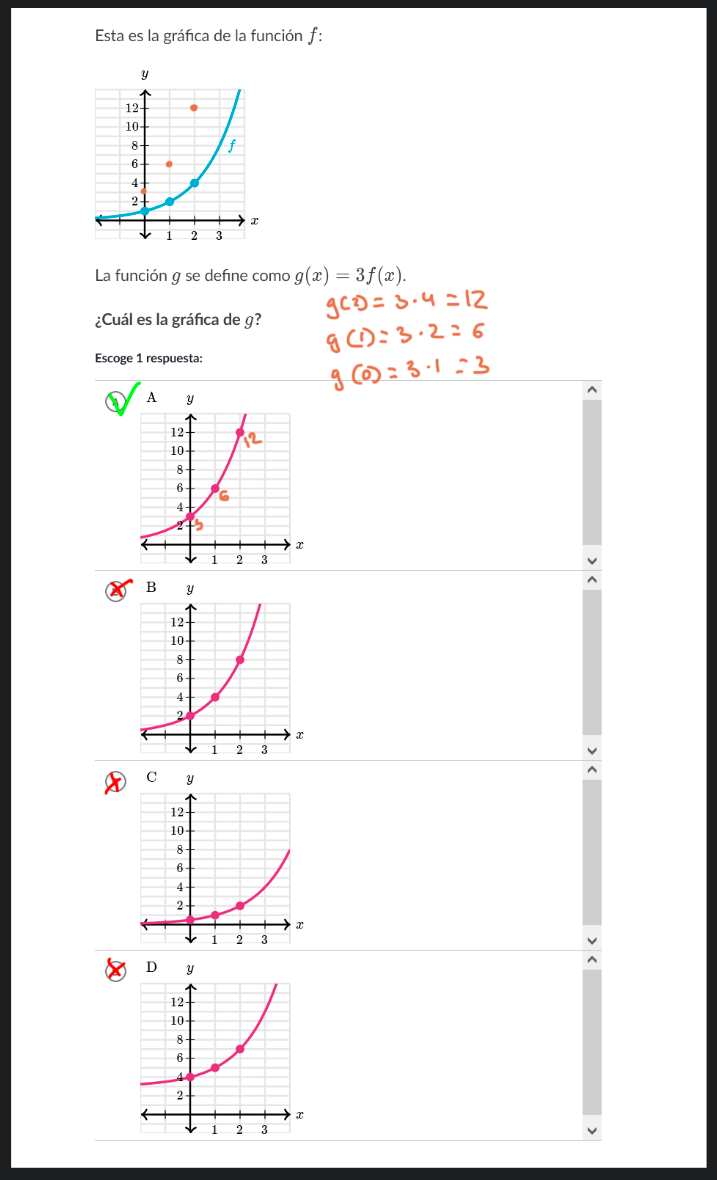 Esta es la gráfica de la función f:
y
12
10
8
6
4
2
f
x
1 2 3
La función g se define como g(x) = 3f(x).
g(2) = 3.4 = 12
¿Cuál es la gráfica de g?
g (1) = 3.2 = 6
Escoge 1 respuesta:
g (0) = 3.1 = 3
A y
12
12
10
8
6
6
4
2
3
x
1 2 3
B y
12
10
8
6
4
2
x
1 2 3
C y
12
10
8
6
4
2
x
1 2 3
D y
12
10
8
6
4
2
x
1 2 3